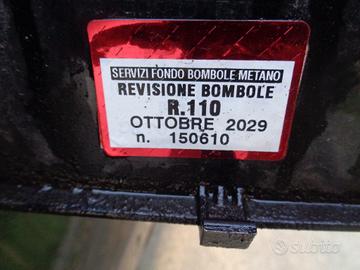 SERVIZI FONDO BOMBOLE METANO
REVISIONE BOMBOLE
R.110
OTTOBRE 2029
n. 150610
subito